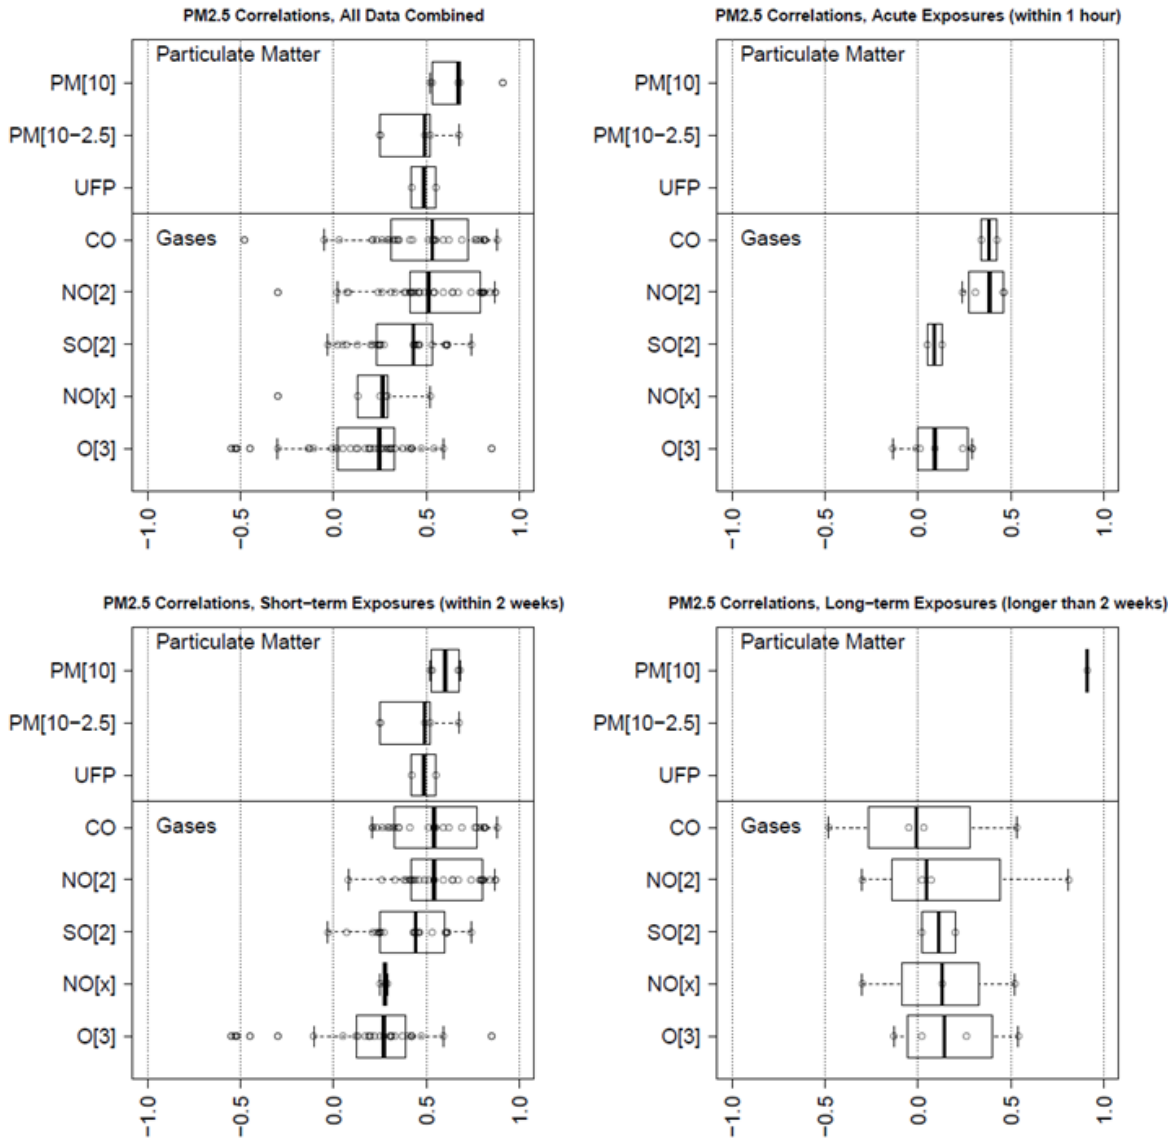 PM2.5 Correlations, All Data Combined
Particulate Matter
PM[10]
PM[10−2.5]
UFP
CO
Gases
NO[2]
SO[2]
NO[x]
O[3]
−1.0
−0.5
0.0
0.5
1.0
PM2.5 Correlations, Acute Exposures (within 1 hour)
Particulate Matter
PM[10]
PM[10−2.5]
UFP
CO
Gases
NO[2]
SO[2]
NO[x]
O[3]
−1.0
−0.5
0.0
0.5
1.0
PM2.5 Correlations, Short−term Exposures (within 2 weeks)
Particulate Matter
PM[10]
PM[10−2.5]
UFP
CO
Gases
NO[2]
SO[2]
NO[x]
O[3]
−1.0
−0.5
0.0
0.5
1.0
PM2.5 Correlations, Long−term Exposures (longer than 2 weeks)
Particulate Matter
PM[10]
PM[10−2.5]
UFP
CO
Gases
NO[2]
SO[2]
NO[x]
O[3]
−1.0
−0.5
0.0
0.5
1.0